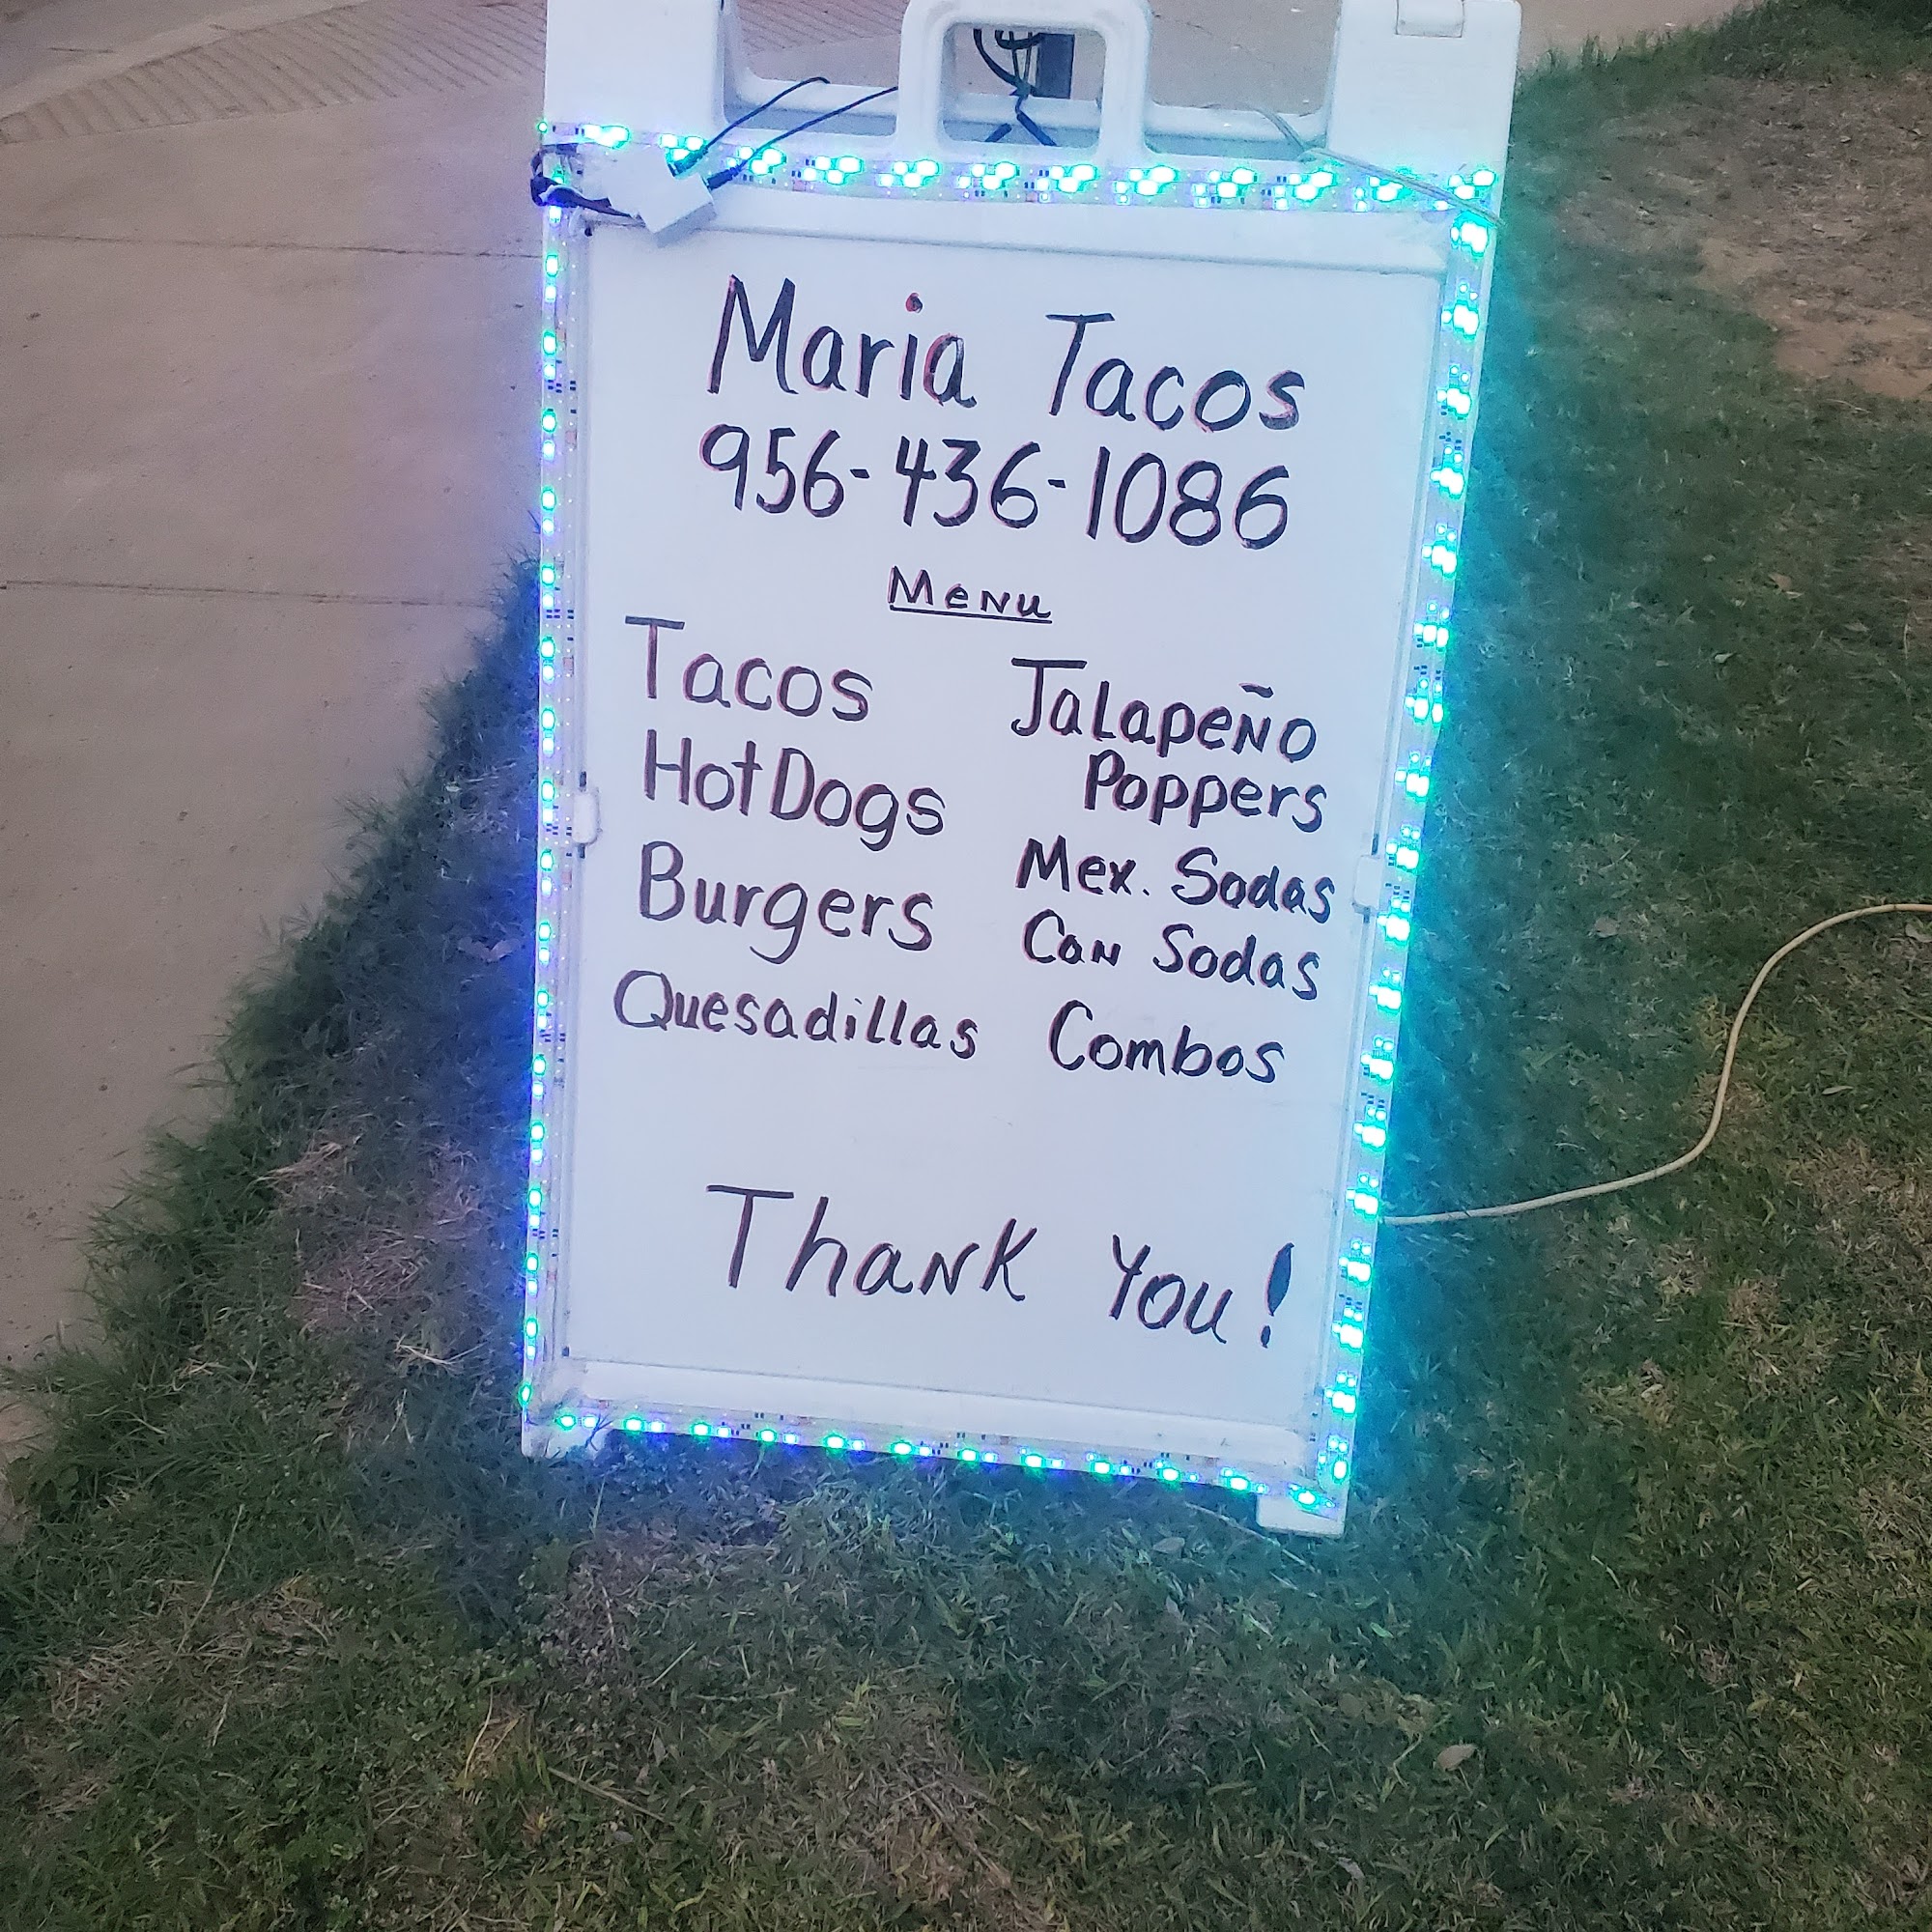 Maria Tacos
956-436-1086
Menu
Tacos
HotDogs
Burgers
Quesadillas
Jalapeño
Poppers
Mex. Sodas
Can Sodas
Combos
Thank You!